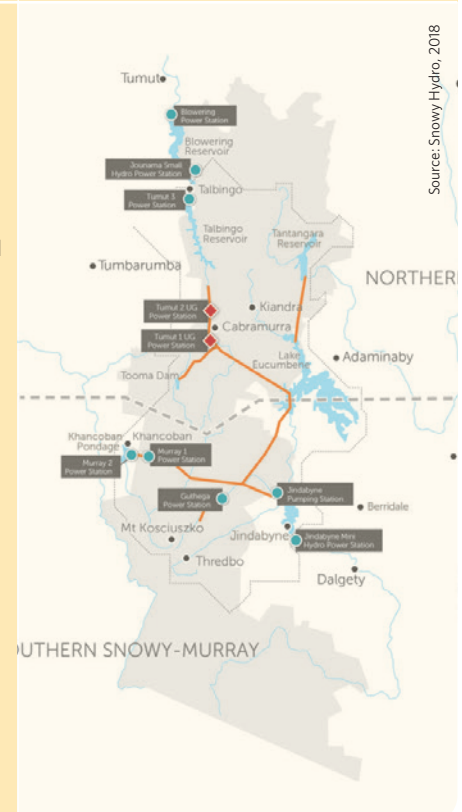 Source: Snowy Hydro, 2018
Tumut
Blowering
Power Station
Blowering
Reservoir
Jounama Small
Hydro Power Station
Talbingo
Tumut 3
Power Station
Talbingo
Reservoir
Tantangara
Reservoir
Tumbarumba
NORTHER
Tumut 2 UG
Power Station
Kiandra
Cabramurra
Tumut 1 UG
Power Station
Lake
Eucumbene
Adaminaby
Tooma Dam
Khancoban
Pondage
Khancoban
Murray 1
Power Station
Murray 2
Power Station
Guthega
Power Station
Jindabyne
Pumping Station
Berridale
Mt Kosciuszko
Jindabyne
Jindabyne Mini
Hydro Power Station
Thredbo
Dalgety
OUTHERN SNOWY-MURRAY